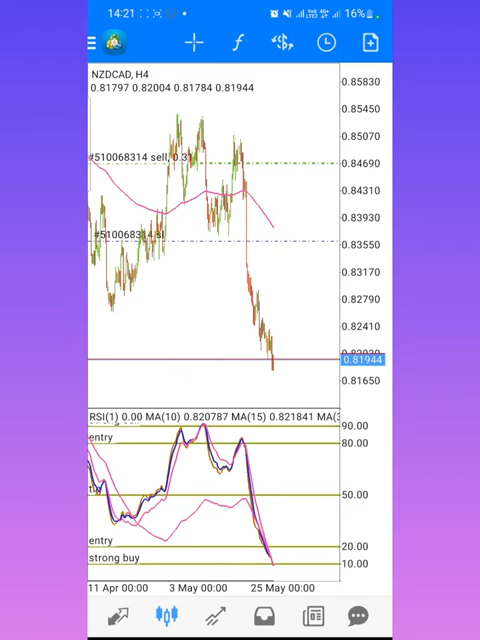 14:21
16%
NZDCAD, H4
0.81797 0.82004 0.81784 0.81944
0.85830
0.85450
0.85070
#510068314 sell, 0.31
0.84690
0.84310
0.83930
#510068314 sl
0.83550
0.83170
0.82790
0.82410
0.81944
0.81650
RSI(1) 0.00 MA(10) 0.820787 MA(15) 0.821841 MA(3
90.00
entry
80.00
50.00
entry
20.00
strong buy
10.00
11 Apr 00:00 3 May 00:00 25 May 00:00